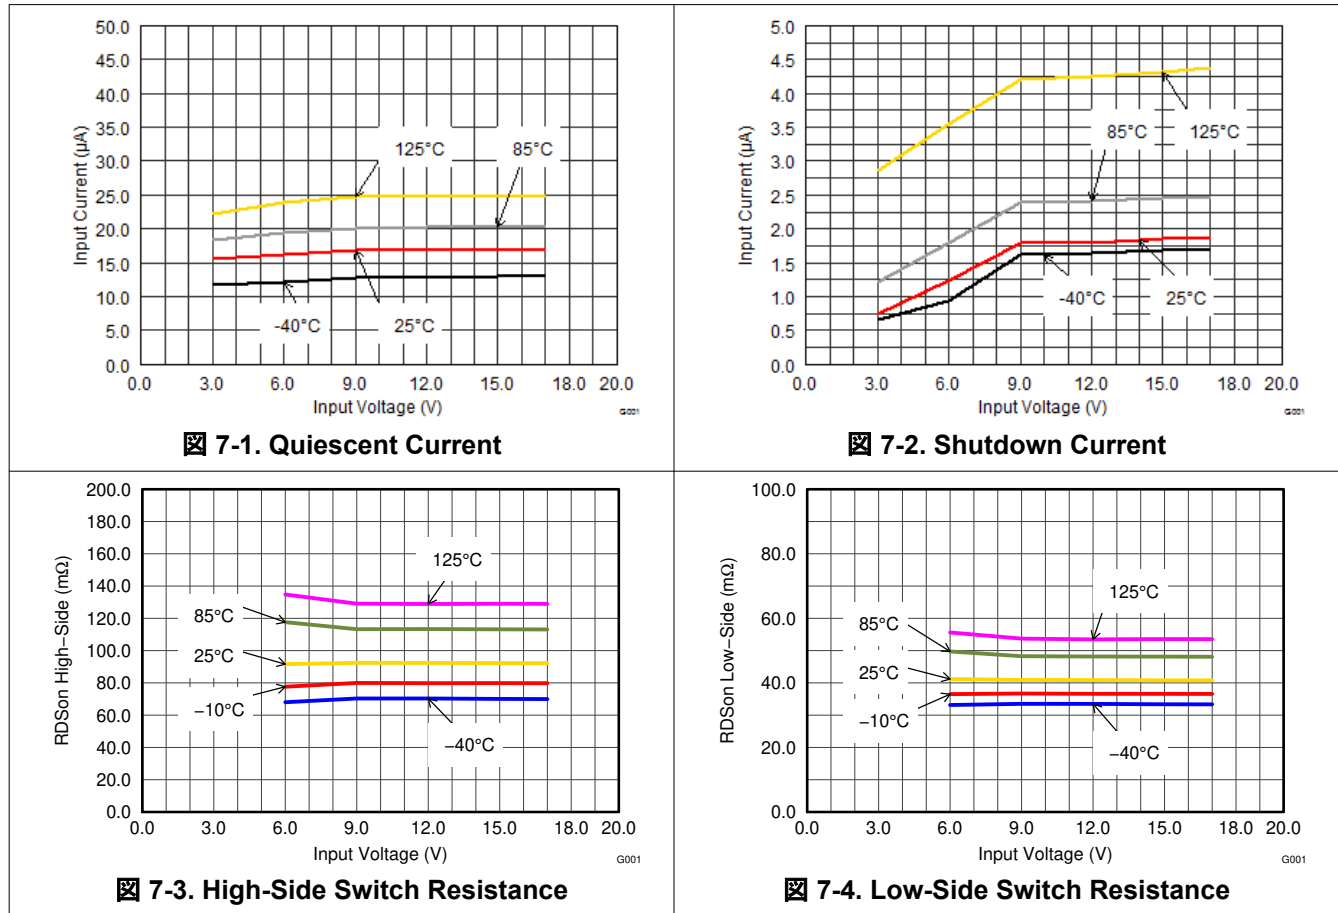 50.0
45.0
40.0
35.0
30.0
25.0
20.0
15.0
10.0
5.0
0.0
Input Current (µA)
125°C
85°C
-40°C
25°C
0.0 3.0 6.0 9.0 12.0 15.0 18.0 20.0
Input Voltage (V)
G001
図 7-1. Quiescent Current
5.0
4.5
4.0
3.5
3.0
2.5
2.0
1.5
1.0
0.5
0.0
Input Current (µA)
85°C
125°C
-40°C
25°C
0.0 3.0 6.0 9.0 12.0 15.0 18.0 20.0
Input Voltage (V)
G001
図 7-2. Shutdown Current
200.0
180.0
160.0
140.0
120.0
100.0
80.0
60.0
40.0
20.0
0.0
RDSon High−Side (mΩ)
125°C
85°C
25°C
−10°C
−40°C
0.0 3.0 6.0 9.0 12.0 15.0 18.0 20.0
Input Voltage (V)
G001
図 7-3. High-Side Switch Resistance
100.0
80.0
60.0
40.0
20.0
0.0
RDSon Low−Side (mΩ)
125°C
85°C
25°C
−10°C
−40°C
0.0 3.0 6.0 9.0 12.0 15.0 18.0 20.0
Input Voltage (V)
G001
図 7-4. Low-Side Switch Resistance